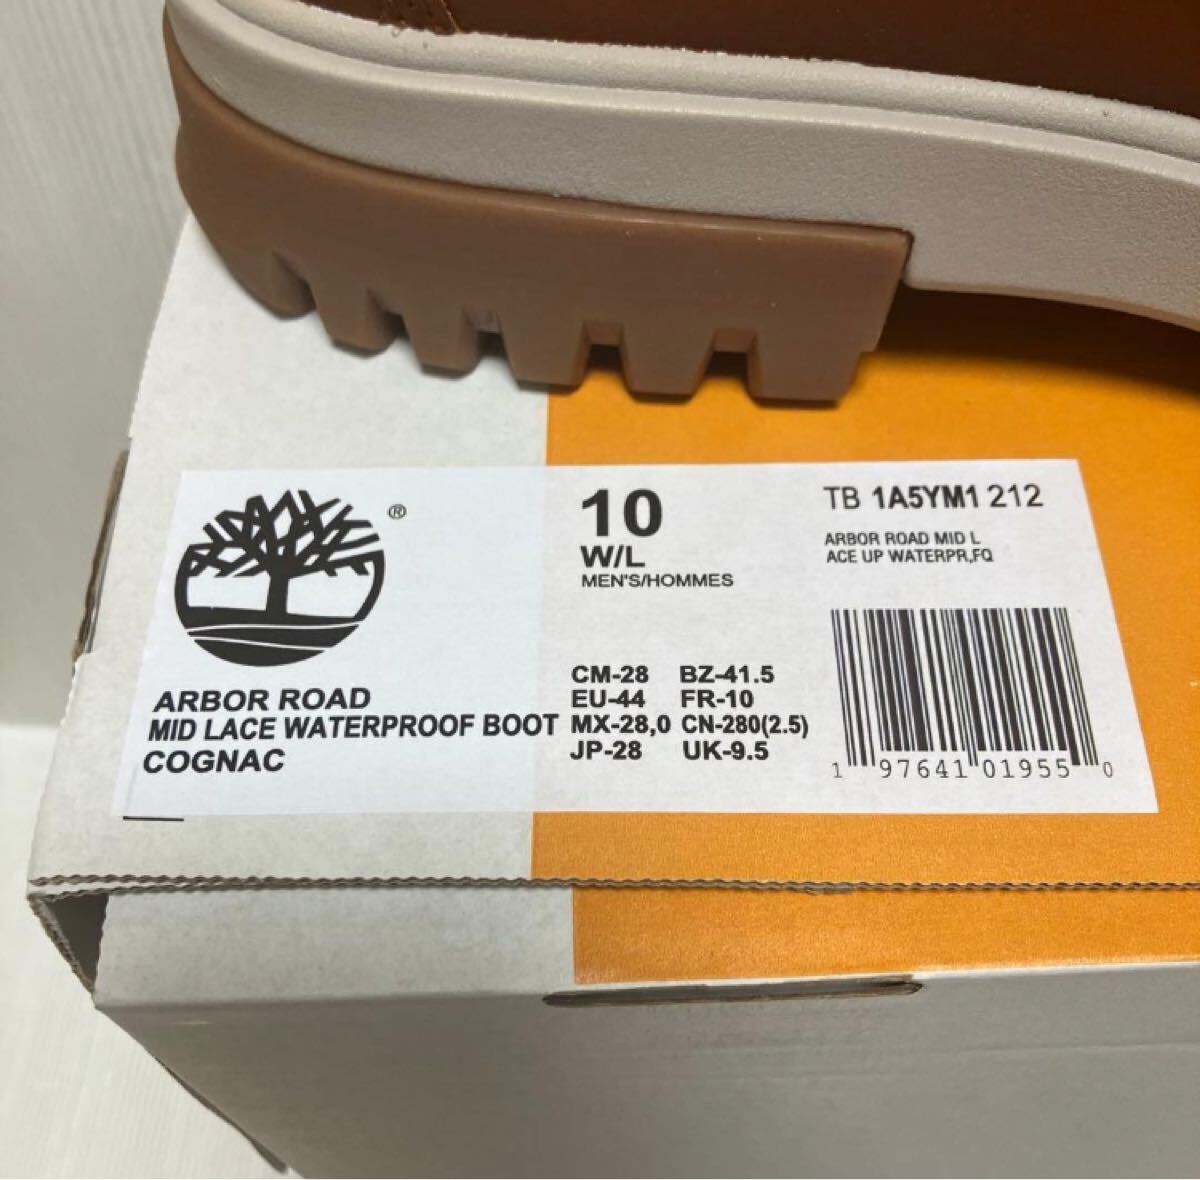 ®
ARBOR ROAD
MID LACE WATERPROOF BOOT
COGNAC
10
W/L
MEN'S/HOMMES
CM-28 BZ-41.5
EU-44 FR-10
MX-28,0 CN-280(2.5)
JP-28 UK-9.5
TB 1A5YM1 212
ARBOR ROAD MID L
ACE UP WATERPR,FQ
1 97641 01955 0